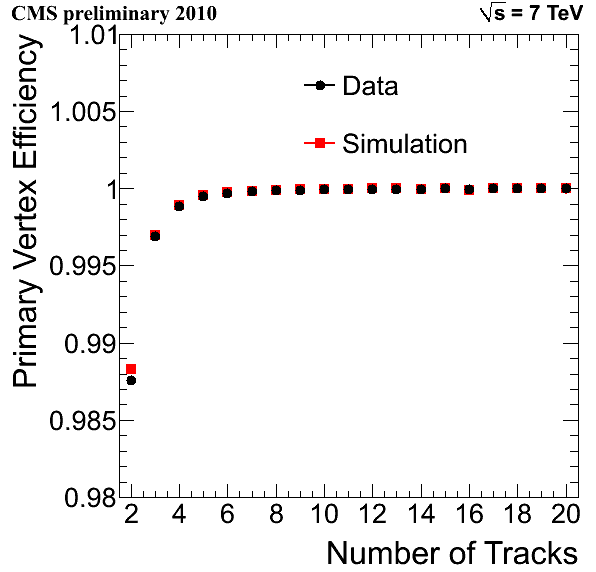 CMS preliminary 2010
√s = 7 TeV
Primary Vertex Efficiency
1.01
1.005
1
0.995
0.99
0.985
0.98
Data
Simulation
2 4 6 8 10 12 14 16 18 20
Number of Tracks